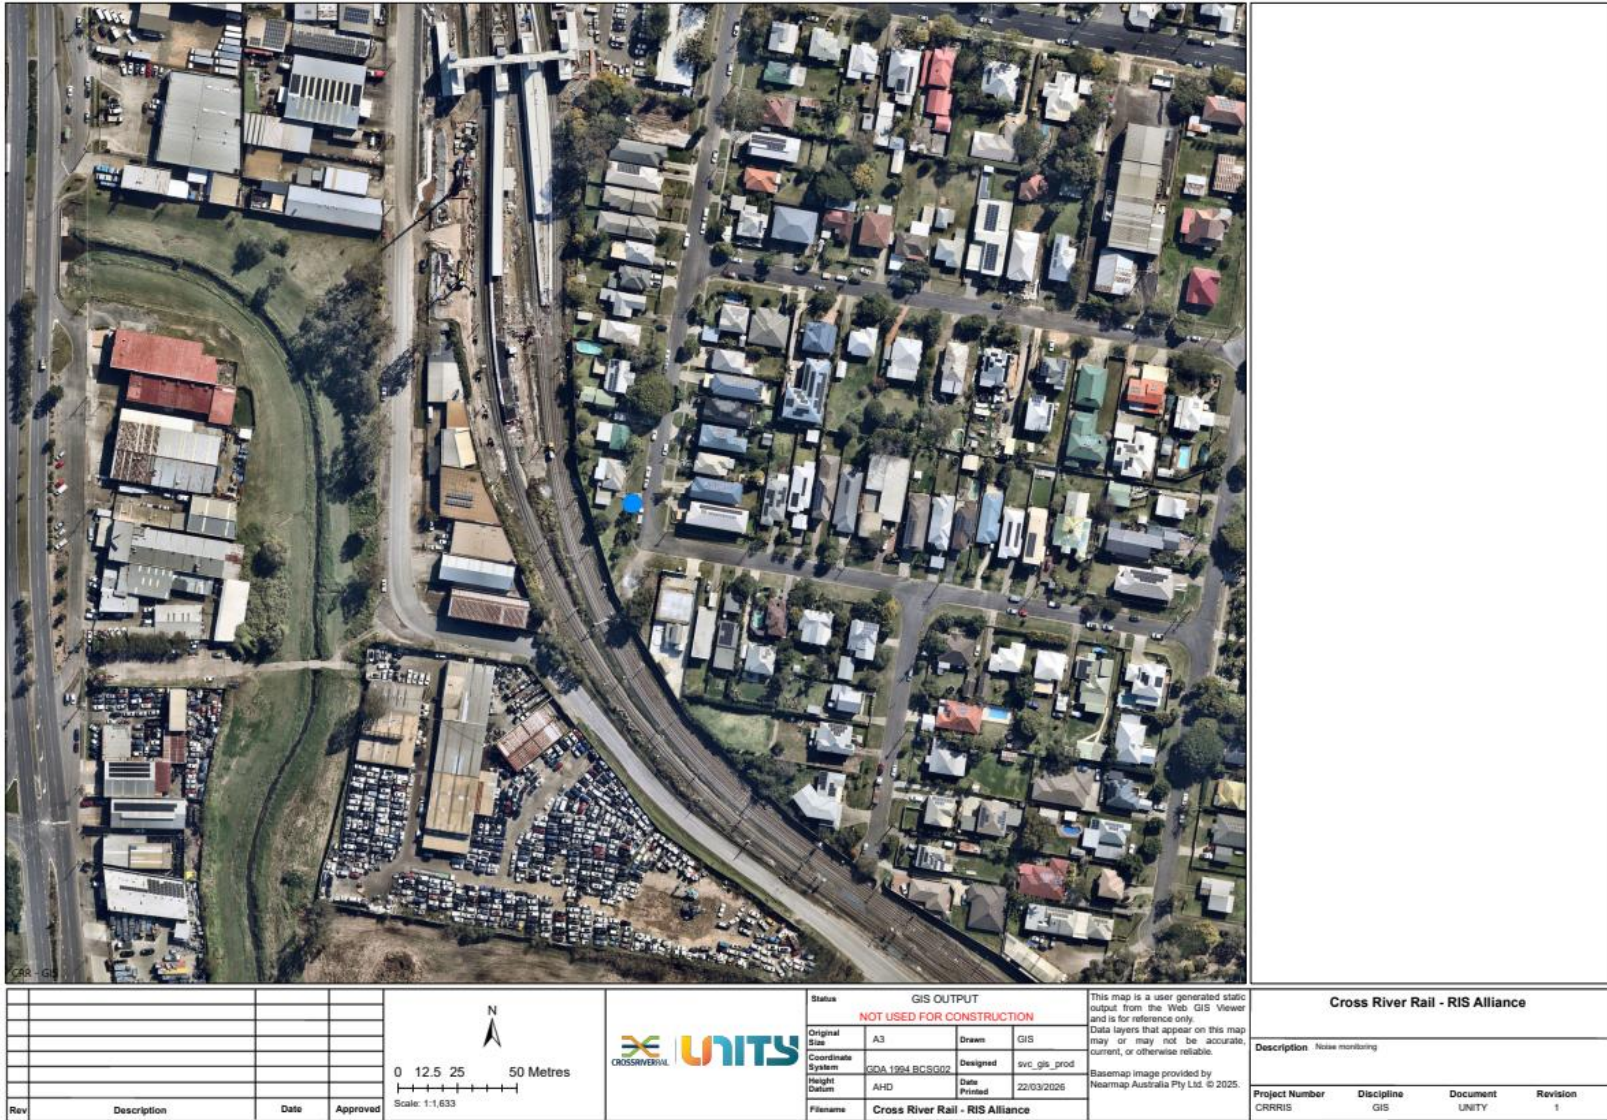 CRR - GIS
Rev
Description
Date
Approved
N
0 12.5 25 50 Metres
Scale: 1:1,633
CROSSRIVERRAIL
UNITY
Status
GIS OUTPUT
NOT USED FOR CONSTRUCTION
Original Size
A3
Drawn
GIS
Coordinate System
GDA 1994 BCSG02
Designed
svc_gis_prod
Height Datum
AHD
Date Printed
22/03/2026
Filename
Cross River Rail - RIS Alliance
This map is a user generated static
output from the Web GIS Viewer
and is for reference only.
Data layers that appear on this map
may or may not be accurate,
current, or otherwise reliable.
Basemap image provided by
Nearmap Australia Pty Ltd. © 2025.
Cross River Rail - RIS Alliance
Description Noise monitoring
Project Number
CRRRIS
Discipline
GIS
Document
UNITY
Revision
1